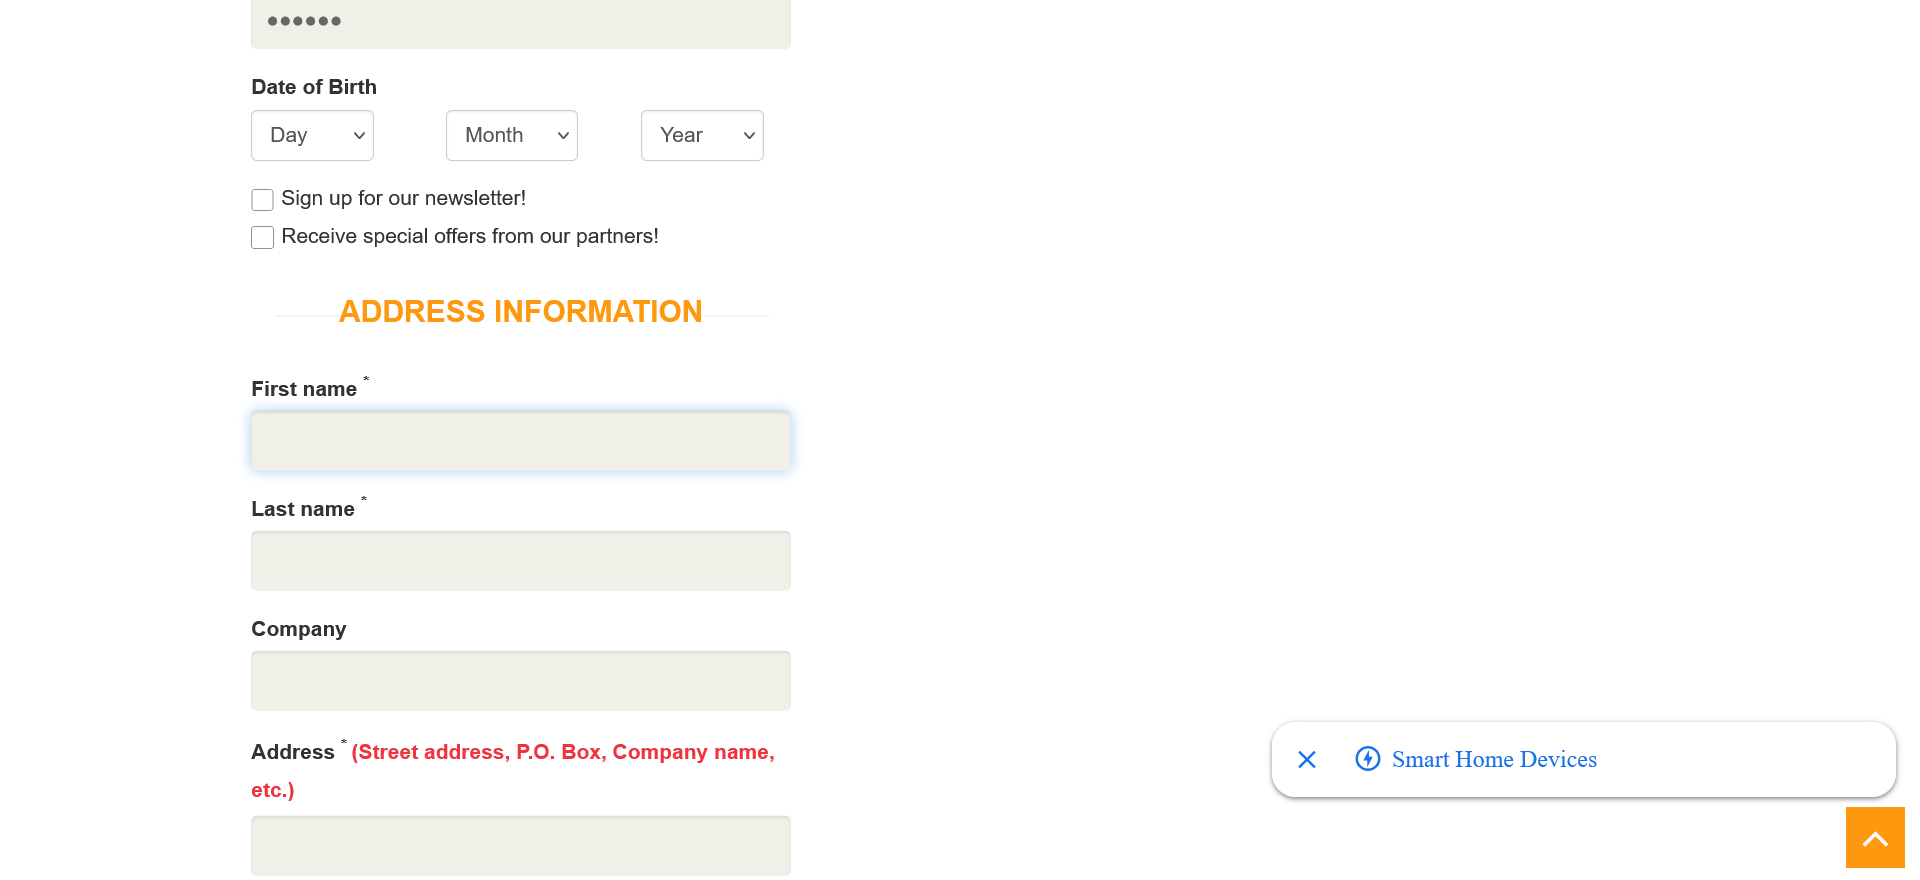 Date of Birth
Day Month Year
Sign up for our newsletter!
Receive special offers from our partners!
ADDRESS INFORMATION
First name *
Last name *
Company
Address * (Street address, P.O. Box, Company name,
etc.)
Smart Home Devices